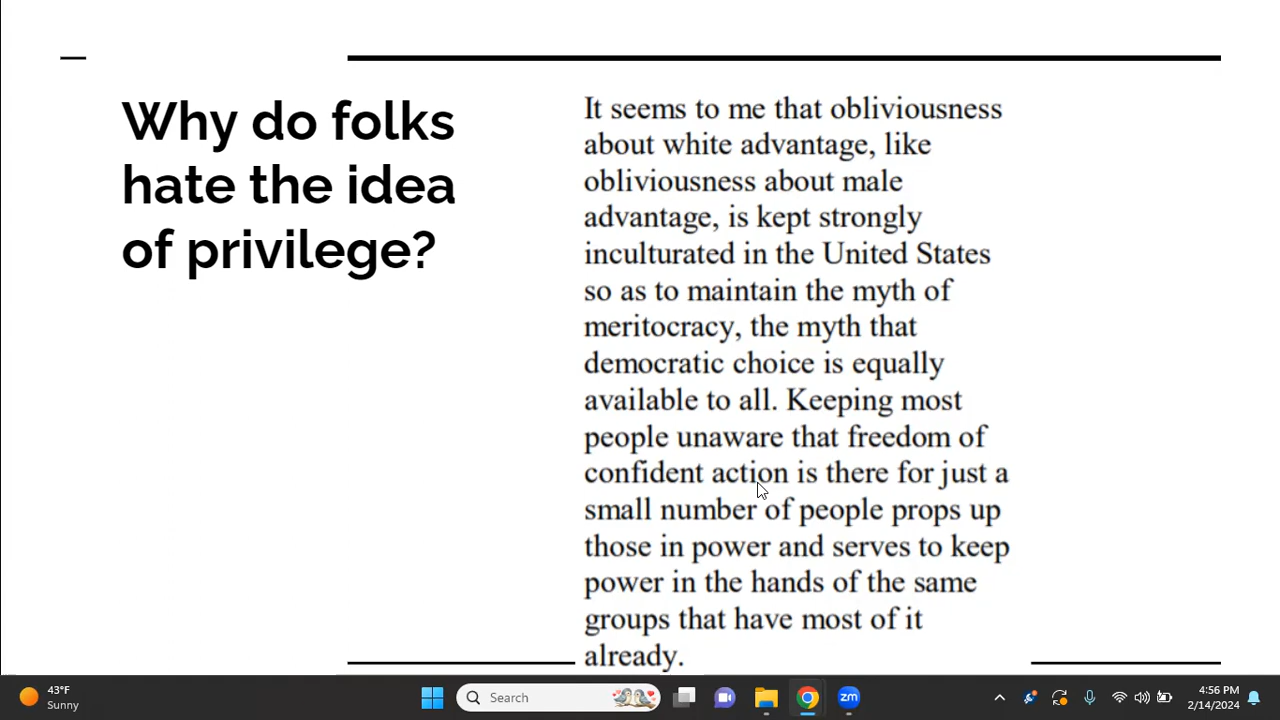 Why do folks
hate the idea
of privilege?
It seems to me that obliviousness
about white advantage, like
obliviousness about male
advantage, is kept strongly
inculturated in the United States
so as to maintain the myth of
meritocracy, the myth that
democratic choice is equally
available to all. Keeping most
people unaware that freedom of
confident action is there for just a
small number of people props up
those in power and serves to keep
power in the hands of the same
groups that have most of it
already.
43°F
Sunny
Search
zm
4:56 PM
2/14/2024